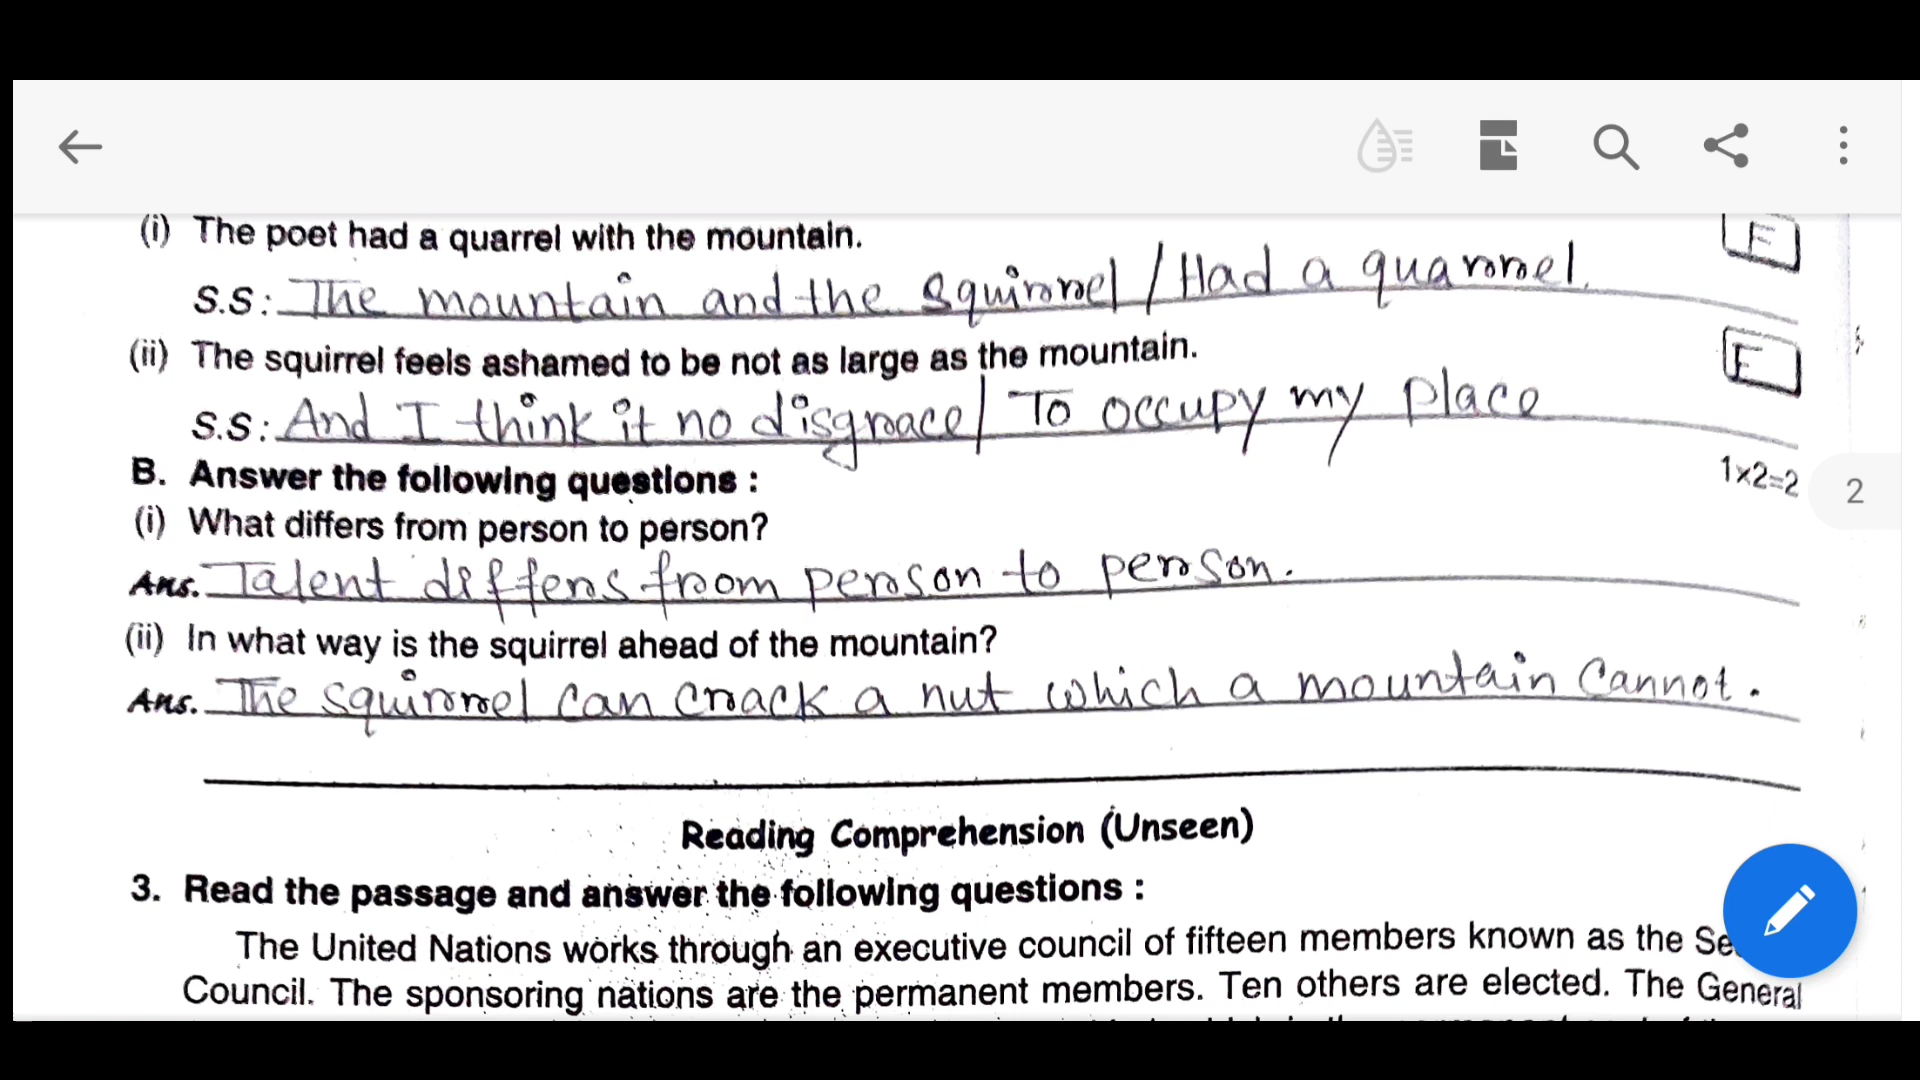 (i) The poet had a quarrel with the mountain. F
S.S: The mountain and the squirrel / Had a quarrel.
(ii) The squirrel feels ashamed to be not as large as the mountain. F
S.S: And I think it no disgrace / To occupy my place
B. Answer the following questions : 1×2=2
2
(i) What differs from person to person?
Ans. Talent differs from person to person.
(ii) In what way is the squirrel ahead of the mountain?
Ans. The squirrel can crack a nut which a mountain cannot.
Reading Comprehension (Unseen)
3. Read the passage and answer the following questions :
The United Nations works through an executive council of fifteen members known as the
Council. The sponsoring nations are the permanent members. Ten others are elected. The General